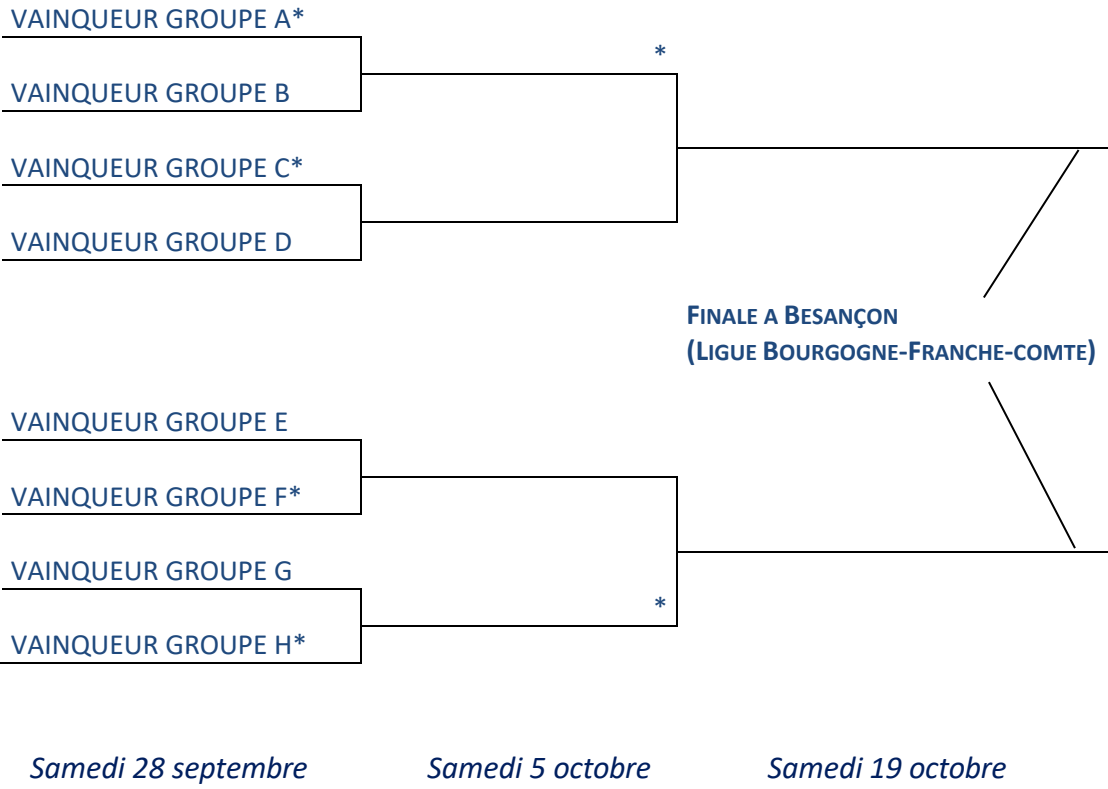 VAINQUEUR GROUPE A*
*
VAINQUEUR GROUPE B
VAINQUEUR GROUPE C*
VAINQUEUR GROUPE D
FINALE A BESANÇON
(LIGUE BOURGOGNE-FRANCHE-COMTE)
VAINQUEUR GROUPE E
VAINQUEUR GROUPE F*
VAINQUEUR GROUPE G
*
VAINQUEUR GROUPE H*
Samedi 28 septembre
Samedi 5 octobre
Samedi 19 octobre